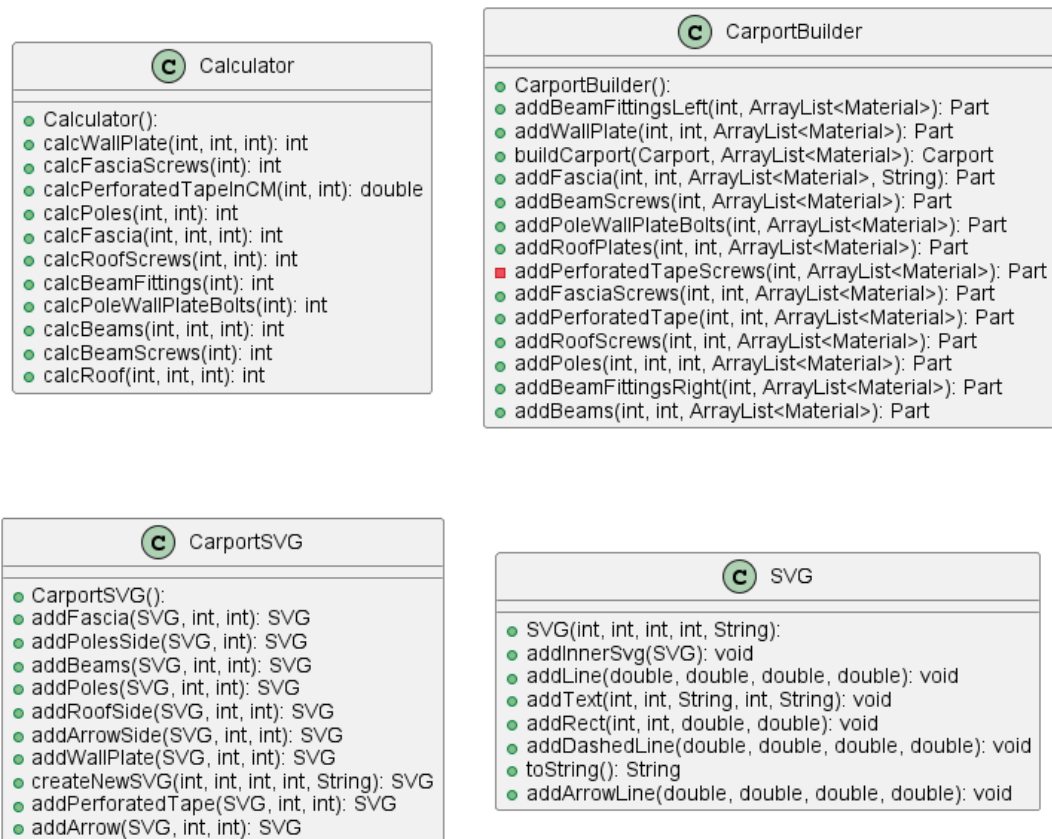 C Calculator
Calculator():
calcWallPlate(int, int, int): int
calcFasciaScrews(int): int
calcPerforatedTapeInCM(int, int): double
calcPoles(int, int): int
calcFascia(int, int, int): int
calcRoofScrews(int, int): int
calcBeamFittings(int): int
calcPoleWallPlateBolts(int): int
calcBeams(int, int, int): int
calcBeamScrews(int): int
calcRoof(int, int, int): int
C CarportBuilder
CarportBuilder():
addBeamFittingsLeft(int, ArrayList<Material>): Part
addWallPlate(int, int, ArrayList<Material>): Part
buildCarport(Carport, ArrayList<Material>): Carport
addFascia(int, int, ArrayList<Material>, String): Part
addBeamScrews(int, ArrayList<Material>): Part
addPoleWallPlateBolts(int, ArrayList<Material>): Part
addRoofPlates(int, int, ArrayList<Material>): Part
addPerforatedTapeScrews(int, ArrayList<Material>): Part
addFasciaScrews(int, int, ArrayList<Material>): Part
addPerforatedTape(int, int, ArrayList<Material>): Part
addRoofScrews(int, int, ArrayList<Material>): Part
addPoles(int, int, int, ArrayList<Material>): Part
addBeamFittingsRight(int, ArrayList<Material>): Part
addBeams(int, int, ArrayList<Material>): Part
C CarportSVG
CarportSVG():
addFascia(SVG, int, int): SVG
addPolesSide(SVG, int): SVG
addBeams(SVG, int, int): SVG
addPoles(SVG, int, int): SVG
addRoofSide(SVG, int, int): SVG
addArrowSide(SVG, int, int): SVG
addWallPlate(SVG, int, int): SVG
createNewSVG(int, int, int, int, String): SVG
addPerforatedTape(SVG, int, int): SVG
addArrow(SVG, int, int): SVG
C SVG
SVG(int, int, int, int, String):
addInnerSvg(SVG): void
addLine(double, double, double, double): void
addText(int, int, String, int, String): void
addRect(int, int, double, double): void
addDashedLine(double, double, double, double): void
toString(): String
addArrowLine(double, double, double, double): void